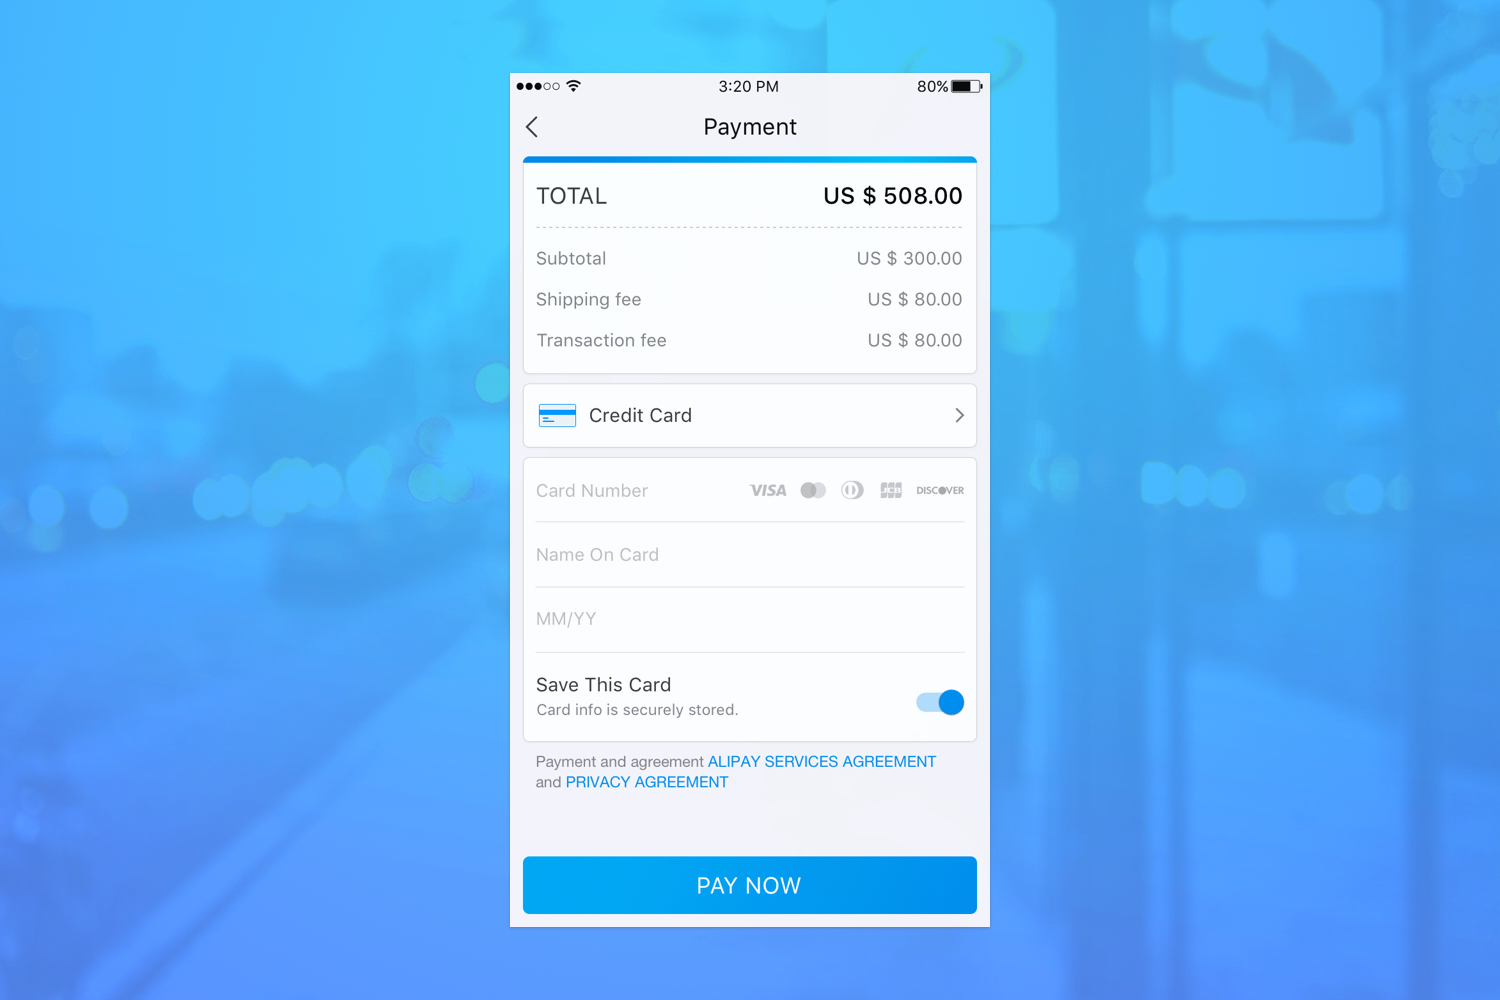 3:20 PM
80%
Payment
TOTAL US $ 508.00
Subtotal US $ 300.00
Shipping fee US $ 80.00
Transaction fee US $ 80.00
Credit Card
Card Number VISA JCB DISCOVER
Name On Card
MM/YY
Save This Card
Card info is securely stored.
Payment and agreement ALIPAY SERVICES AGREEMENT
and PRIVACY AGREEMENT
PAY NOW